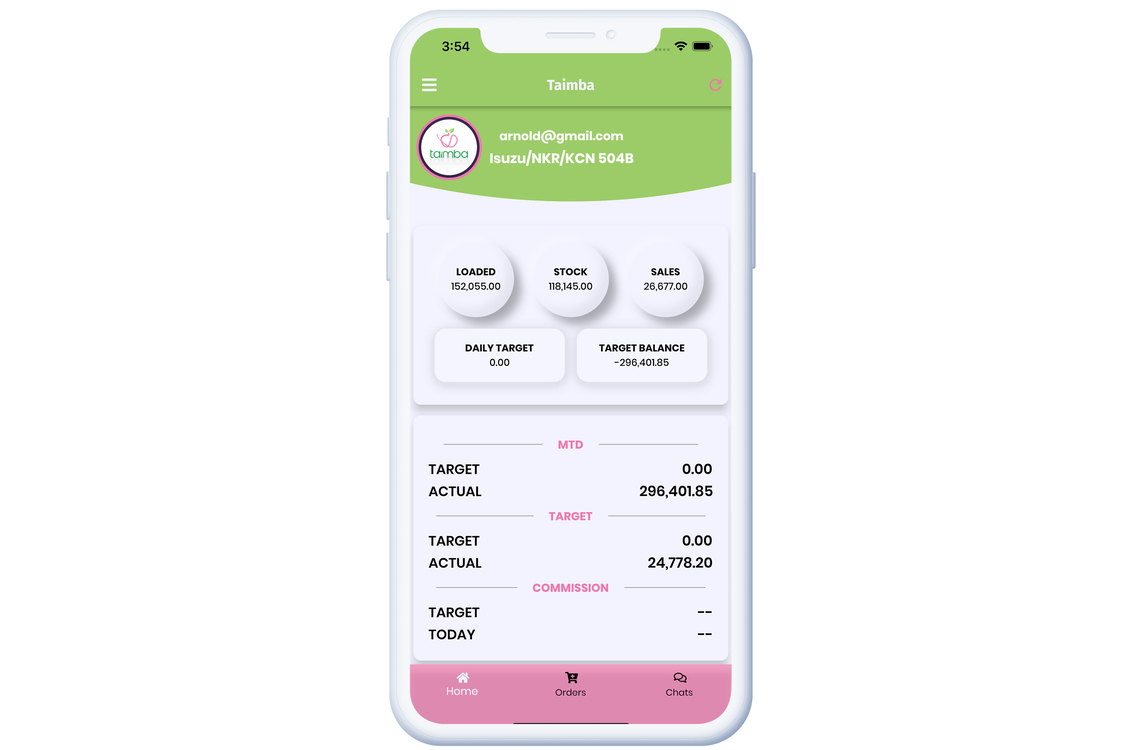 3:54
Taimba
taimba
arnold@gmail.com
Isuzu/NKR/KCN 504B
LOADED STOCK SALES
152,055.00 118,145.00 26,677.00
DAILY TARGET TARGET BALANCE
0.00 -296,401.85
MTD
TARGET 0.00
ACTUAL 296,401.85
TARGET
TARGET 0.00
ACTUAL 24,778.20
COMMISSION
TARGET --
TODAY --
Home Orders Chats